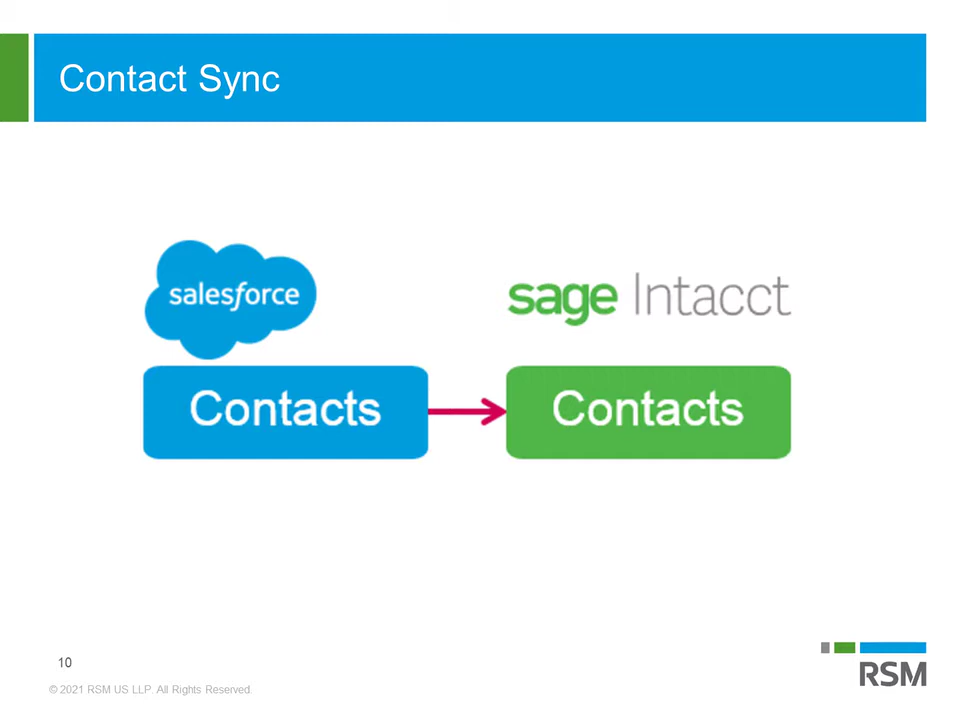 Contact Sync
salesforce
sage Intacct
Contacts
Contacts
10
© 2021 RSM US LLP. All Rights Reserved.
RSM